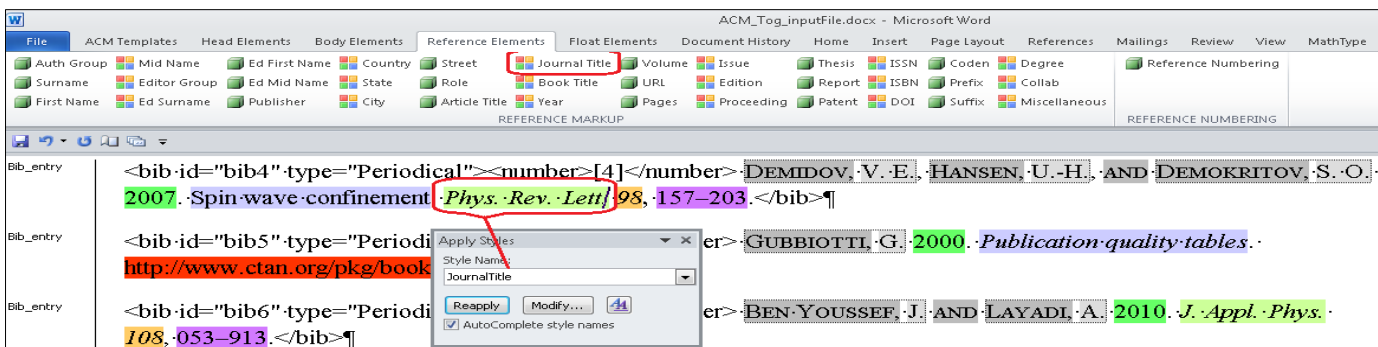 W ACM_Tog_inputFile.docx - Microsoft Word
File ACM Templates Head Elements Body Elements Reference Elements Float Elements Document History Home Insert Page Layout References Mailings Review View MathType
Auth Group Mid Name Ed First Name Country Street Journal Title Volume Issue Thesis ISSN Coden Degree Reference Numbering
Surname Editor Group Ed Mid Name State Role Book Title URL Edition Report ISBN Prefix Collab
First Name Ed Surname Publisher City Article Title Year Pages Proceeding Patent DOI Suffix Miscellaneous
REFERENCE MARKUP REFERENCE NUMBERING
Bib_entry <bib·id="bib4"·type="Periodical"><number>[4]</number>·DEMIDOV,·V.·E.,·HANSEN,·U.-H.,·AND·DEMOKRITOV,·S.·O.·
2007.·Spin·wave·confinement.·Phys.·Rev.·Lett·98,·157–203.</bib>¶
Bib_entry <bib·id="bib5"·type="Periodi er>·GUBBIOTTI,·G.·2000.·Publication·quality·tables.·
http://www.ctan.org/pkg/book
Apply Styles
Style Name:
JournalTitle
Reapply Modify...
AutoComplete style names
Bib_entry <bib·id="bib6"·type="Periodi er>·BEN·YOUSSEF,·J.·AND·LAYADI,·A.·2010.·J.·Appl.·Phys.·
108,·053–913.</bib>¶